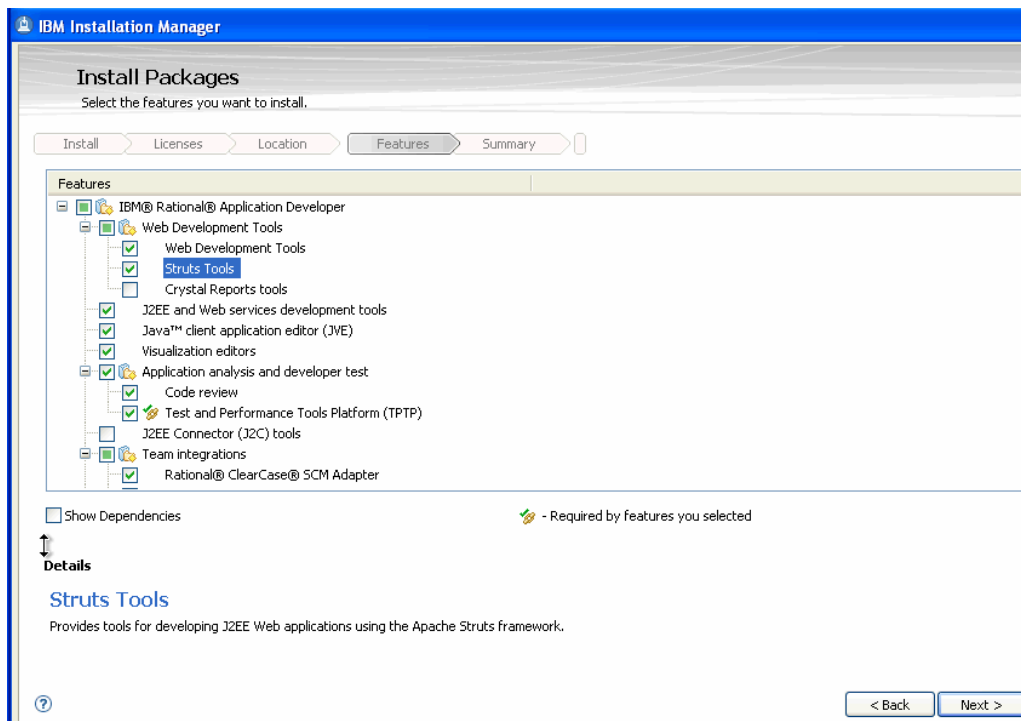 IBM Installation Manager
Install Packages
Select the features you want to install.
Install Licenses Location Features Summary
Features
IBM® Rational® Application Developer
Web Development Tools
Web Development Tools
Struts Tools
Crystal Reports tools
J2EE and Web services development tools
Java™ client application editor (JVE)
Visualization editors
Application analysis and developer test
Code review
Test and Performance Tools Platform (TPTP)
J2EE Connector (J2C) tools
Team integrations
Rational® ClearCase® SCM Adapter
Show Dependencies - Required by features you selected
Details
Struts Tools
Provides tools for developing J2EE Web applications using the Apache Struts framework.
? < Back Next >